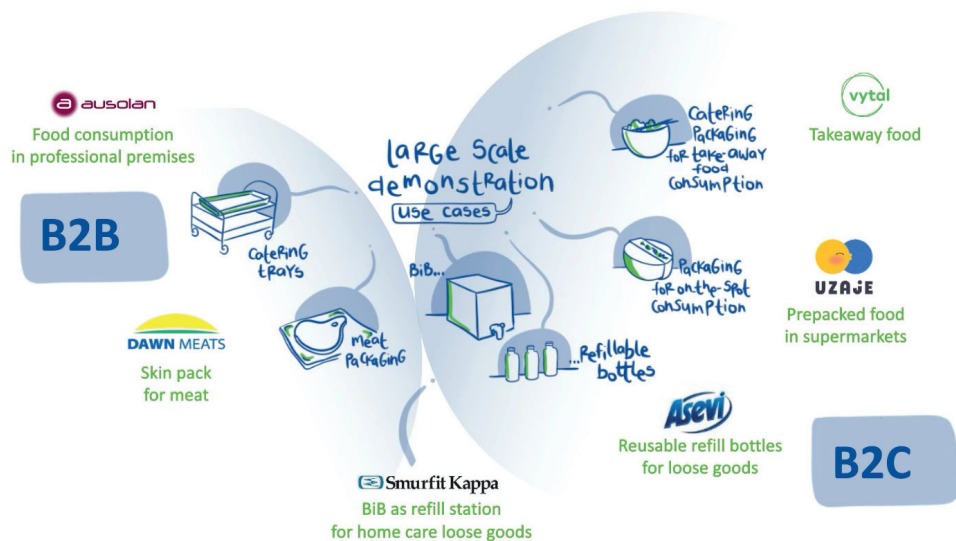 ausolan
Food consumption
in professional premises
B2B
DAWN MEATS
Skin pack
for meat
LARGE SCALE
demonstration
use cases
CATERING
TRAYS
meat
PACKAGING
BiB...
...Refillable
bottles
CATERING
PACKAGING
for take-away
food
consumption
PACKAGING
for on-the-spot
consumption
vytal
Takeaway food
UZAJE
Prepacked food
in supermarkets
Asevi
Reusable refill bottles
for loose goods
B2C
Smurfit Kappa
BiB as refill station
for home care loose goods